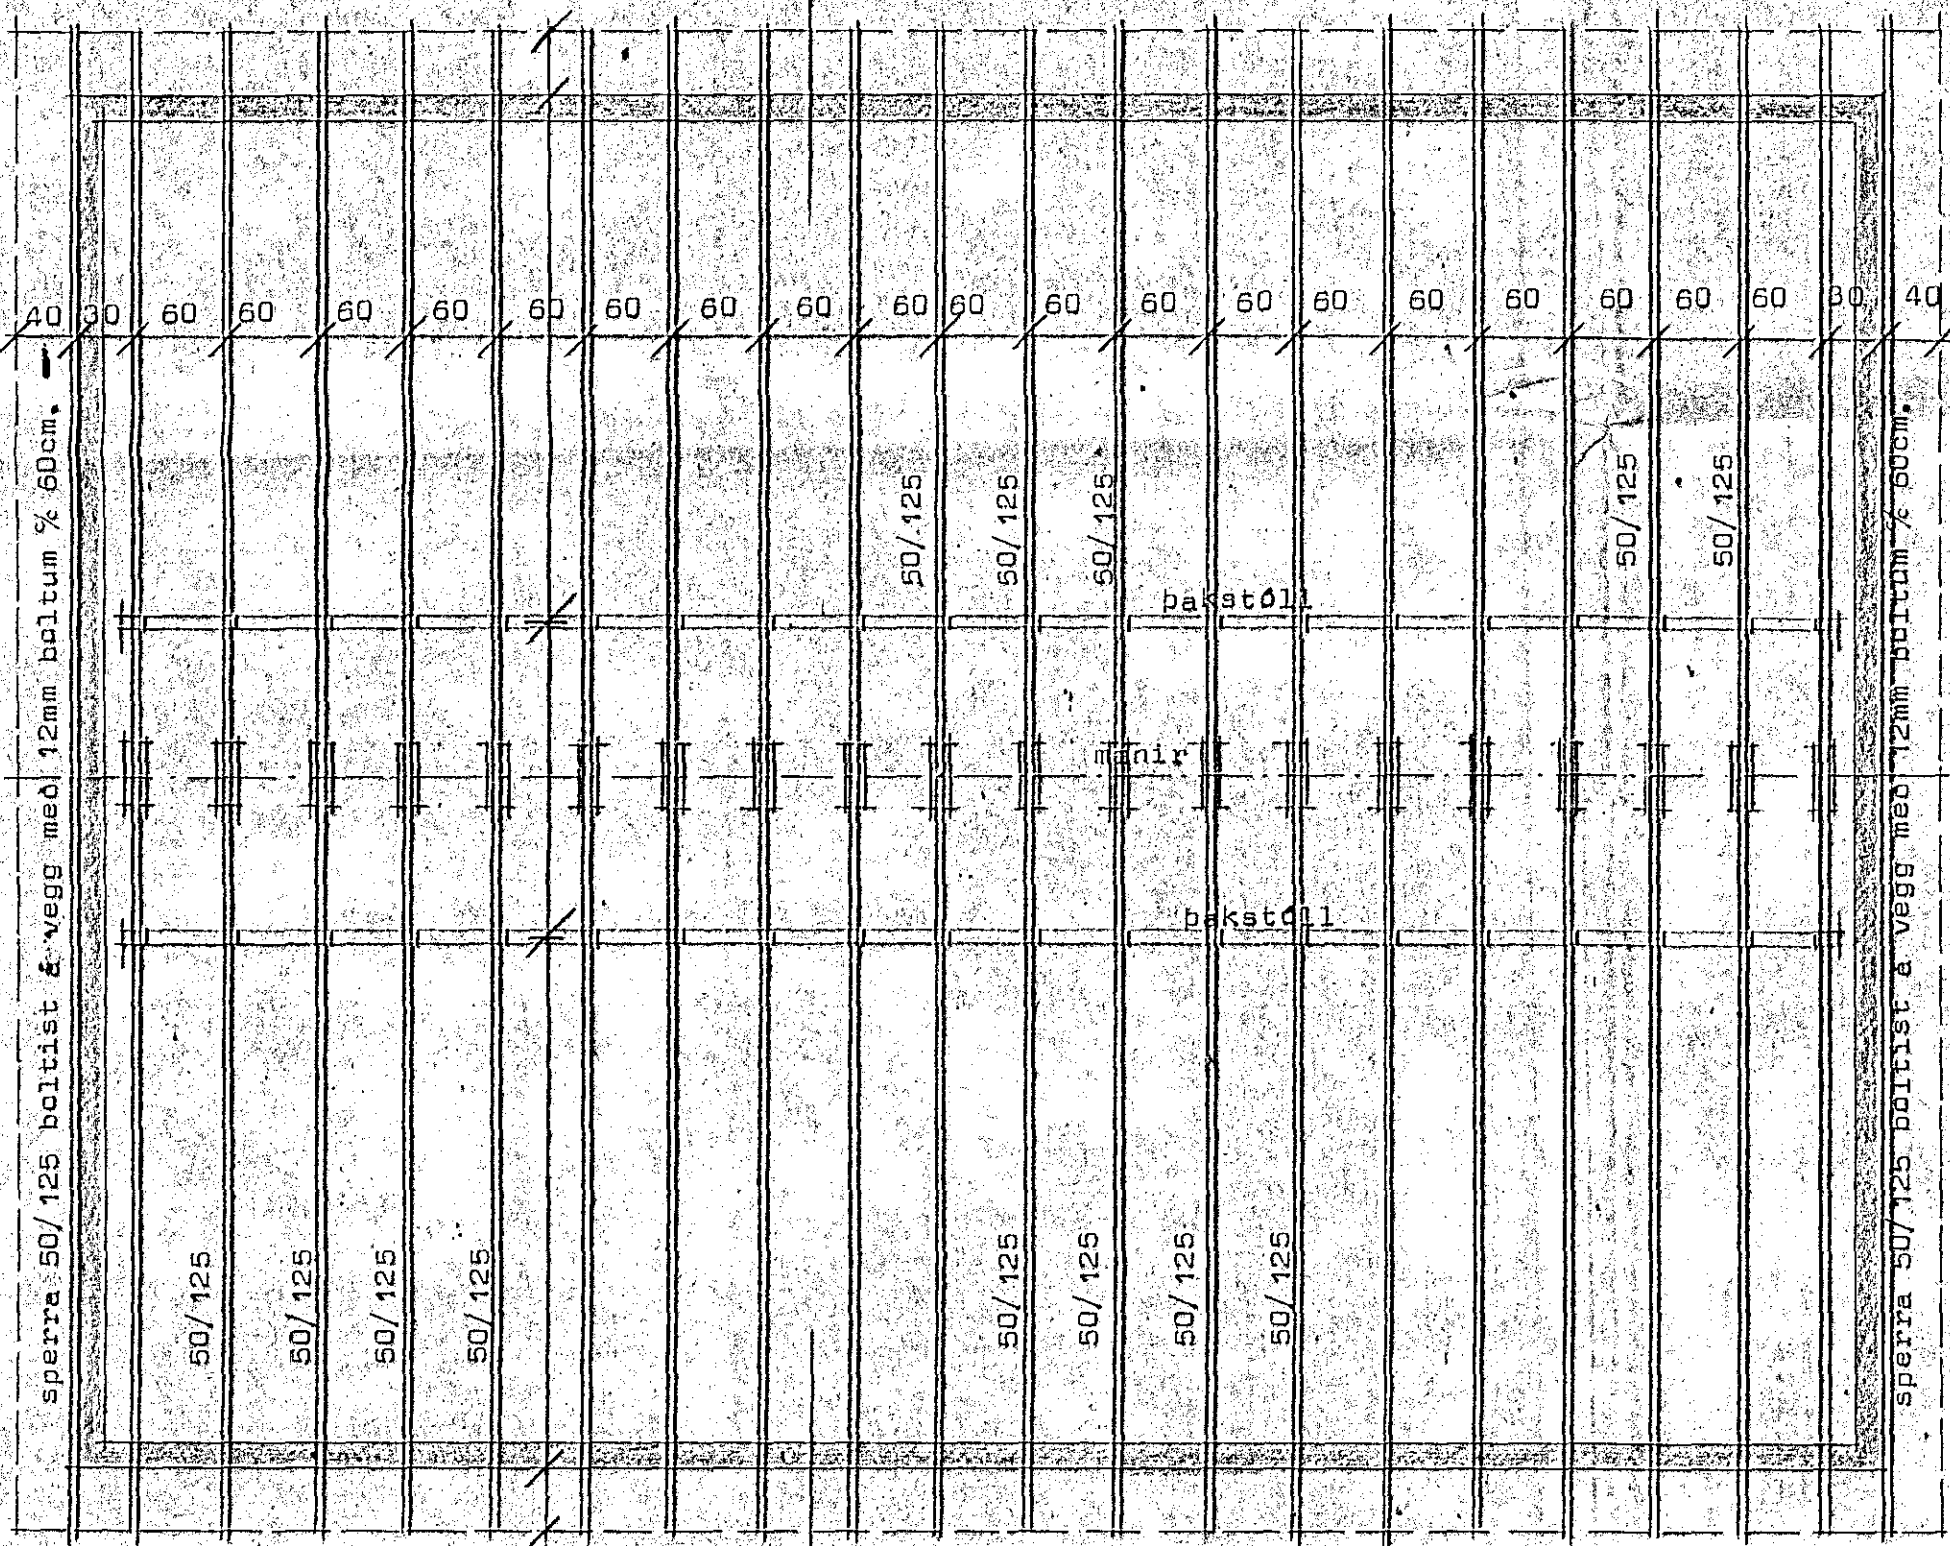 40 30 60 60 60 60 60 60 60 60 60 60 60 60 60 60 60 60 60 60 60 30 40
50/125 50/125 50/125 50/125 50/125
þakstóll
mænir
þakstóll
50/125 50/125 50/125 50/125 50/125 50/125 50/125 50/125
sperra 50/125 boltist á vegg með 12mm boltum % 60cm.
sperra 50/125 boltist á vegg með 12mm boltum % 60cm.